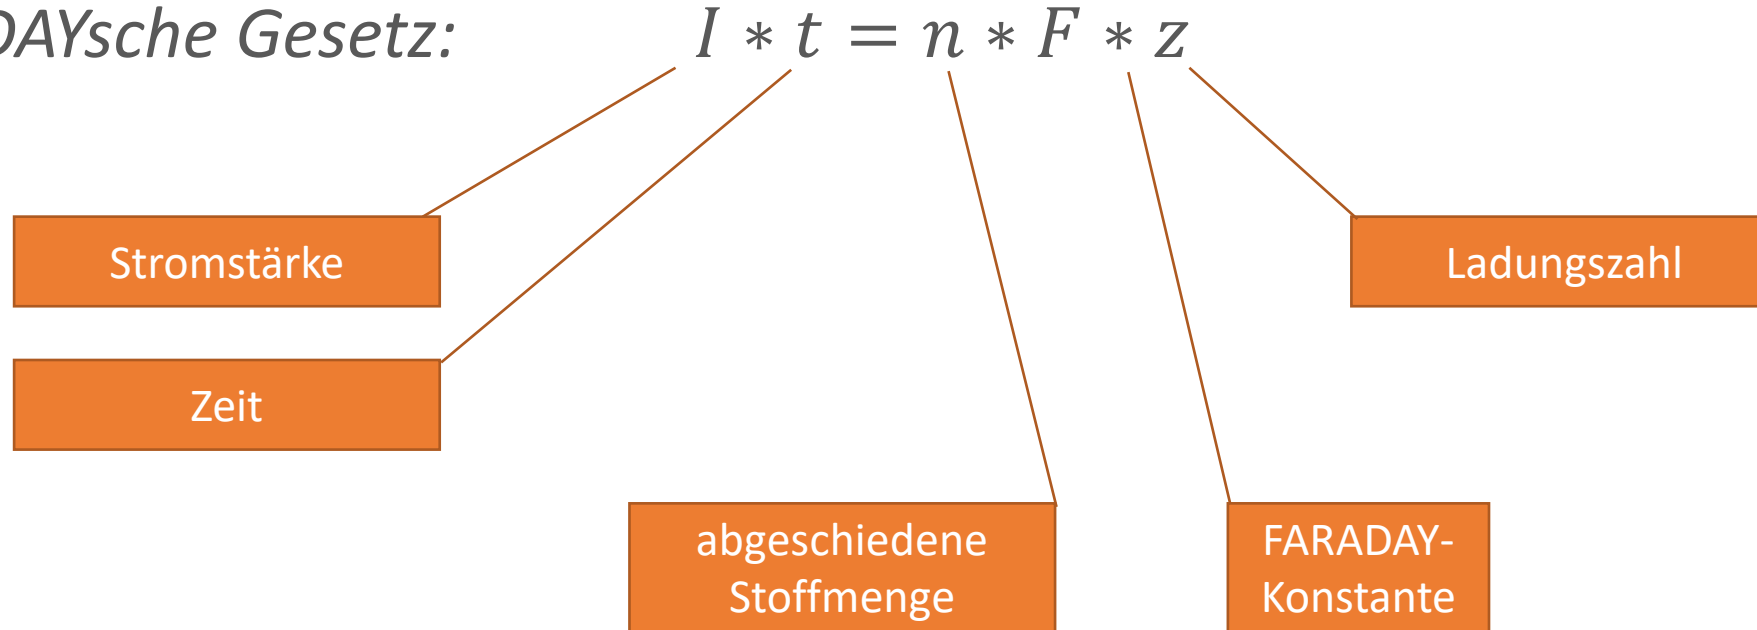 DAYsche Gesetz:
I ∗ t = n ∗ F ∗ z
Stromstärke
Ladungszahl
Zeit
abgeschiedene
Stoffmenge
FARADAY-
Konstante